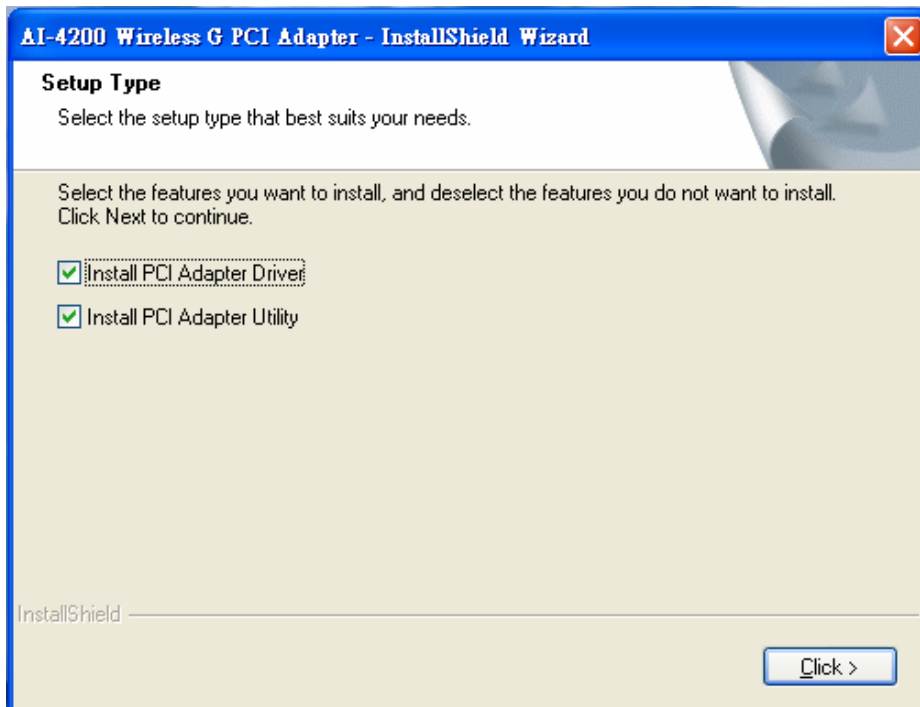 AI-4200 Wireless G PCI Adapter - InstallShield Wizard
Setup Type
Select the setup type that best suits your needs.
Select the features you want to install, and deselect the features you do not want to install.
Click Next to continue.
Install PCI Adapter Driver
Install PCI Adapter Utility
InstallShield
Click >